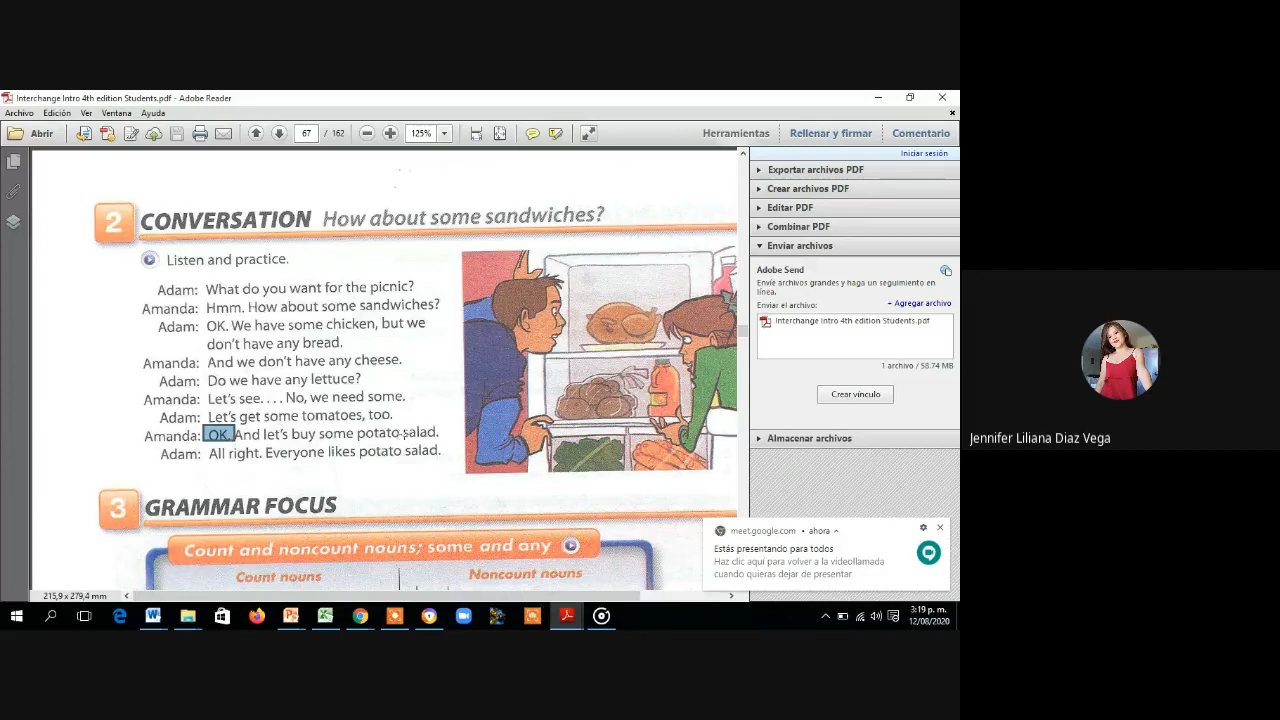 Interchange Intro 4th edition Students.pdf - Adobe Reader
Archivo Edición Ver Ventana Ayuda
Abrir
67 / 162
125%
Herramientas
Rellenar y firmar
Comentario
Iniciar sesión
Exportar archivos PDF
Crear archivos PDF
Editar PDF
Combinar PDF
Enviar archivos
Adobe Send
Envíe archivos grandes y haga un seguimiento en
línea.
Enviar el archivo:
+ Agregar archivo
Interchange Intro 4th edition Students.pdf
1 archivo / 58.74 MB
Crear vínculo
Almacenar archivos
2 CONVERSATION How about some sandwiches?
Listen and practice.
Adam: What do you want for the picnic?
Amanda: Hmm. How about some sandwiches?
Adam: OK. We have some chicken, but we
don't have any bread.
Amanda: And we don't have any cheese.
Adam: Do we have any lettuce?
Amanda: Let's see. . . . No, we need some.
Adam: Let's get some tomatoes, too.
Amanda: OK. And let's buy some potato salad.
Adam: All right. Everyone likes potato salad.
3 GRAMMAR FOCUS
Count and noncount nouns; some and any
Count nouns
Noncount nouns
215,9 x 279,4 mm
meet.google.com • ahora
Estás presentando para todos
Haz clic aquí para volver a la videollamada
cuando quieras dejar de presentar
3:19 p. m.
12/08/2020
Jennifer Liliana Diaz Vega